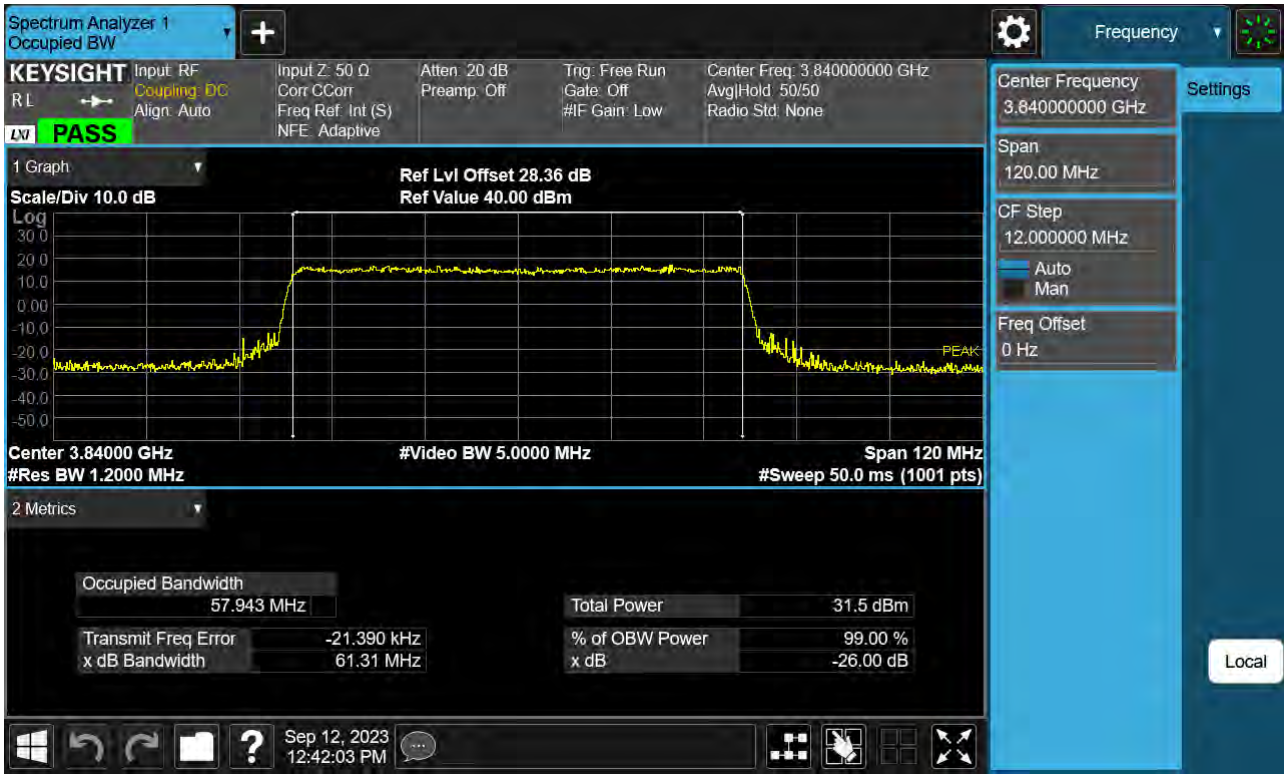 Spectrum Analyzer 1
Occupied BW
Frequency
KEYSIGHT
RL
LXI
PASS
Input: RF
Coupling: DC
Align: Auto
Input Z: 50 Ω
Corr CCorr
Freq Ref: Int (S)
NFE: Adaptive
Atten: 20 dB
Preamp: Off
Trig: Free Run
Gate: Off
#IF Gain: Low
Center Freq: 3.840000000 GHz
Avg|Hold: 50/50
Radio Std: None
1 Graph
Scale/Div 10.0 dB
Ref Lvl Offset 28.36 dB
Ref Value 40.00 dBm
Log
30.0
20.0
10.0
0.00
-10.0
-20.0
-30.0
-40.0
-50.0
PEAK
Center 3.84000 GHz
#Res BW 1.2000 MHz
#Video BW 5.0000 MHz
Span 120 MHz
#Sweep 50.0 ms (1001 pts)
2 Metrics
Occupied Bandwidth
57.943 MHz
Transmit Freq Error -21.390 kHz
x dB Bandwidth 61.31 MHz
Total Power 31.5 dBm
% of OBW Power 99.00 %
x dB -26.00 dB
Center Frequency
3.840000000 GHz
Span
120.00 MHz
CF Step
12.000000 MHz
Auto
Man
Freq Offset
0 Hz
Settings
Local
?
Sep 12, 2023
12:42:03 PM